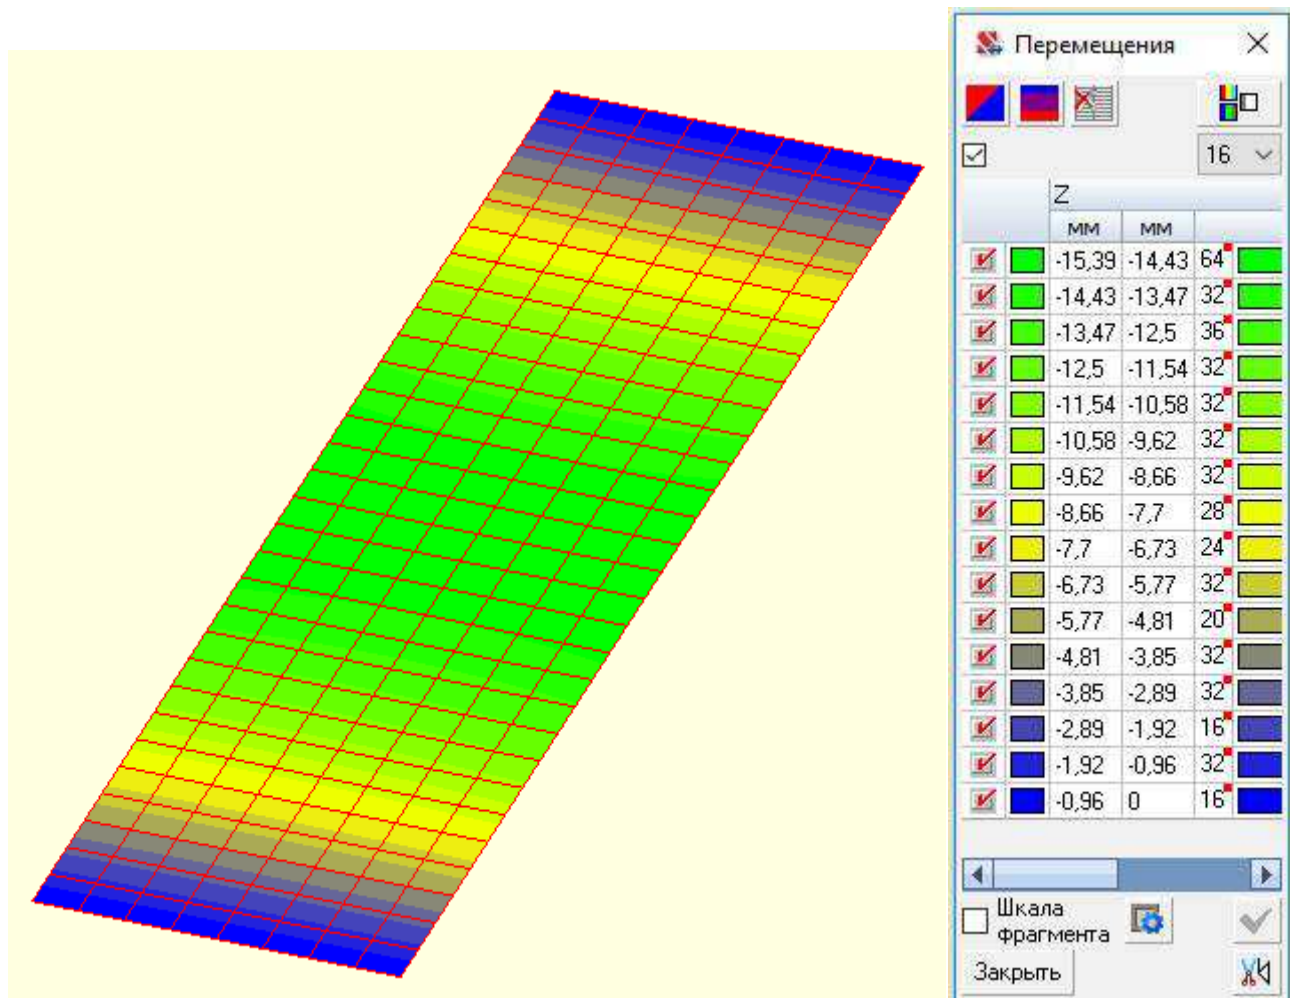 Перемещения
16
Z
мм мм
-15,39 -14,43 64
-14,43 -13,47 32
-13,47 -12,5 36
-12,5 -11,54 32
-11,54 -10,58 32
-10,58 -9,62 32
-9,62 -8,66 32
-8,66 -7,7 28
-7,7 -6,73 24
-6,73 -5,77 32
-5,77 -4,81 20
-4,81 -3,85 32
-3,85 -2,89 32
-2,89 -1,92 16
-1,92 -0,96 32
-0,96 0 16
Шкала
фрагмента
Закрыть